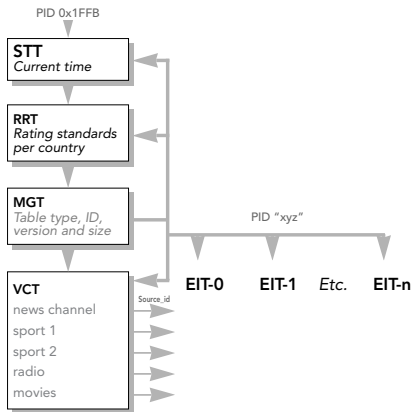 PID 0x1FFB
STT
Current time
RRT
Rating standards
per country
MGT
Table type, ID,
version and size
PID “xyz”
VCT
news channel
sport 1
sport 2
radio
movies
Source_id
EIT-0 EIT-1 Etc. EIT-n